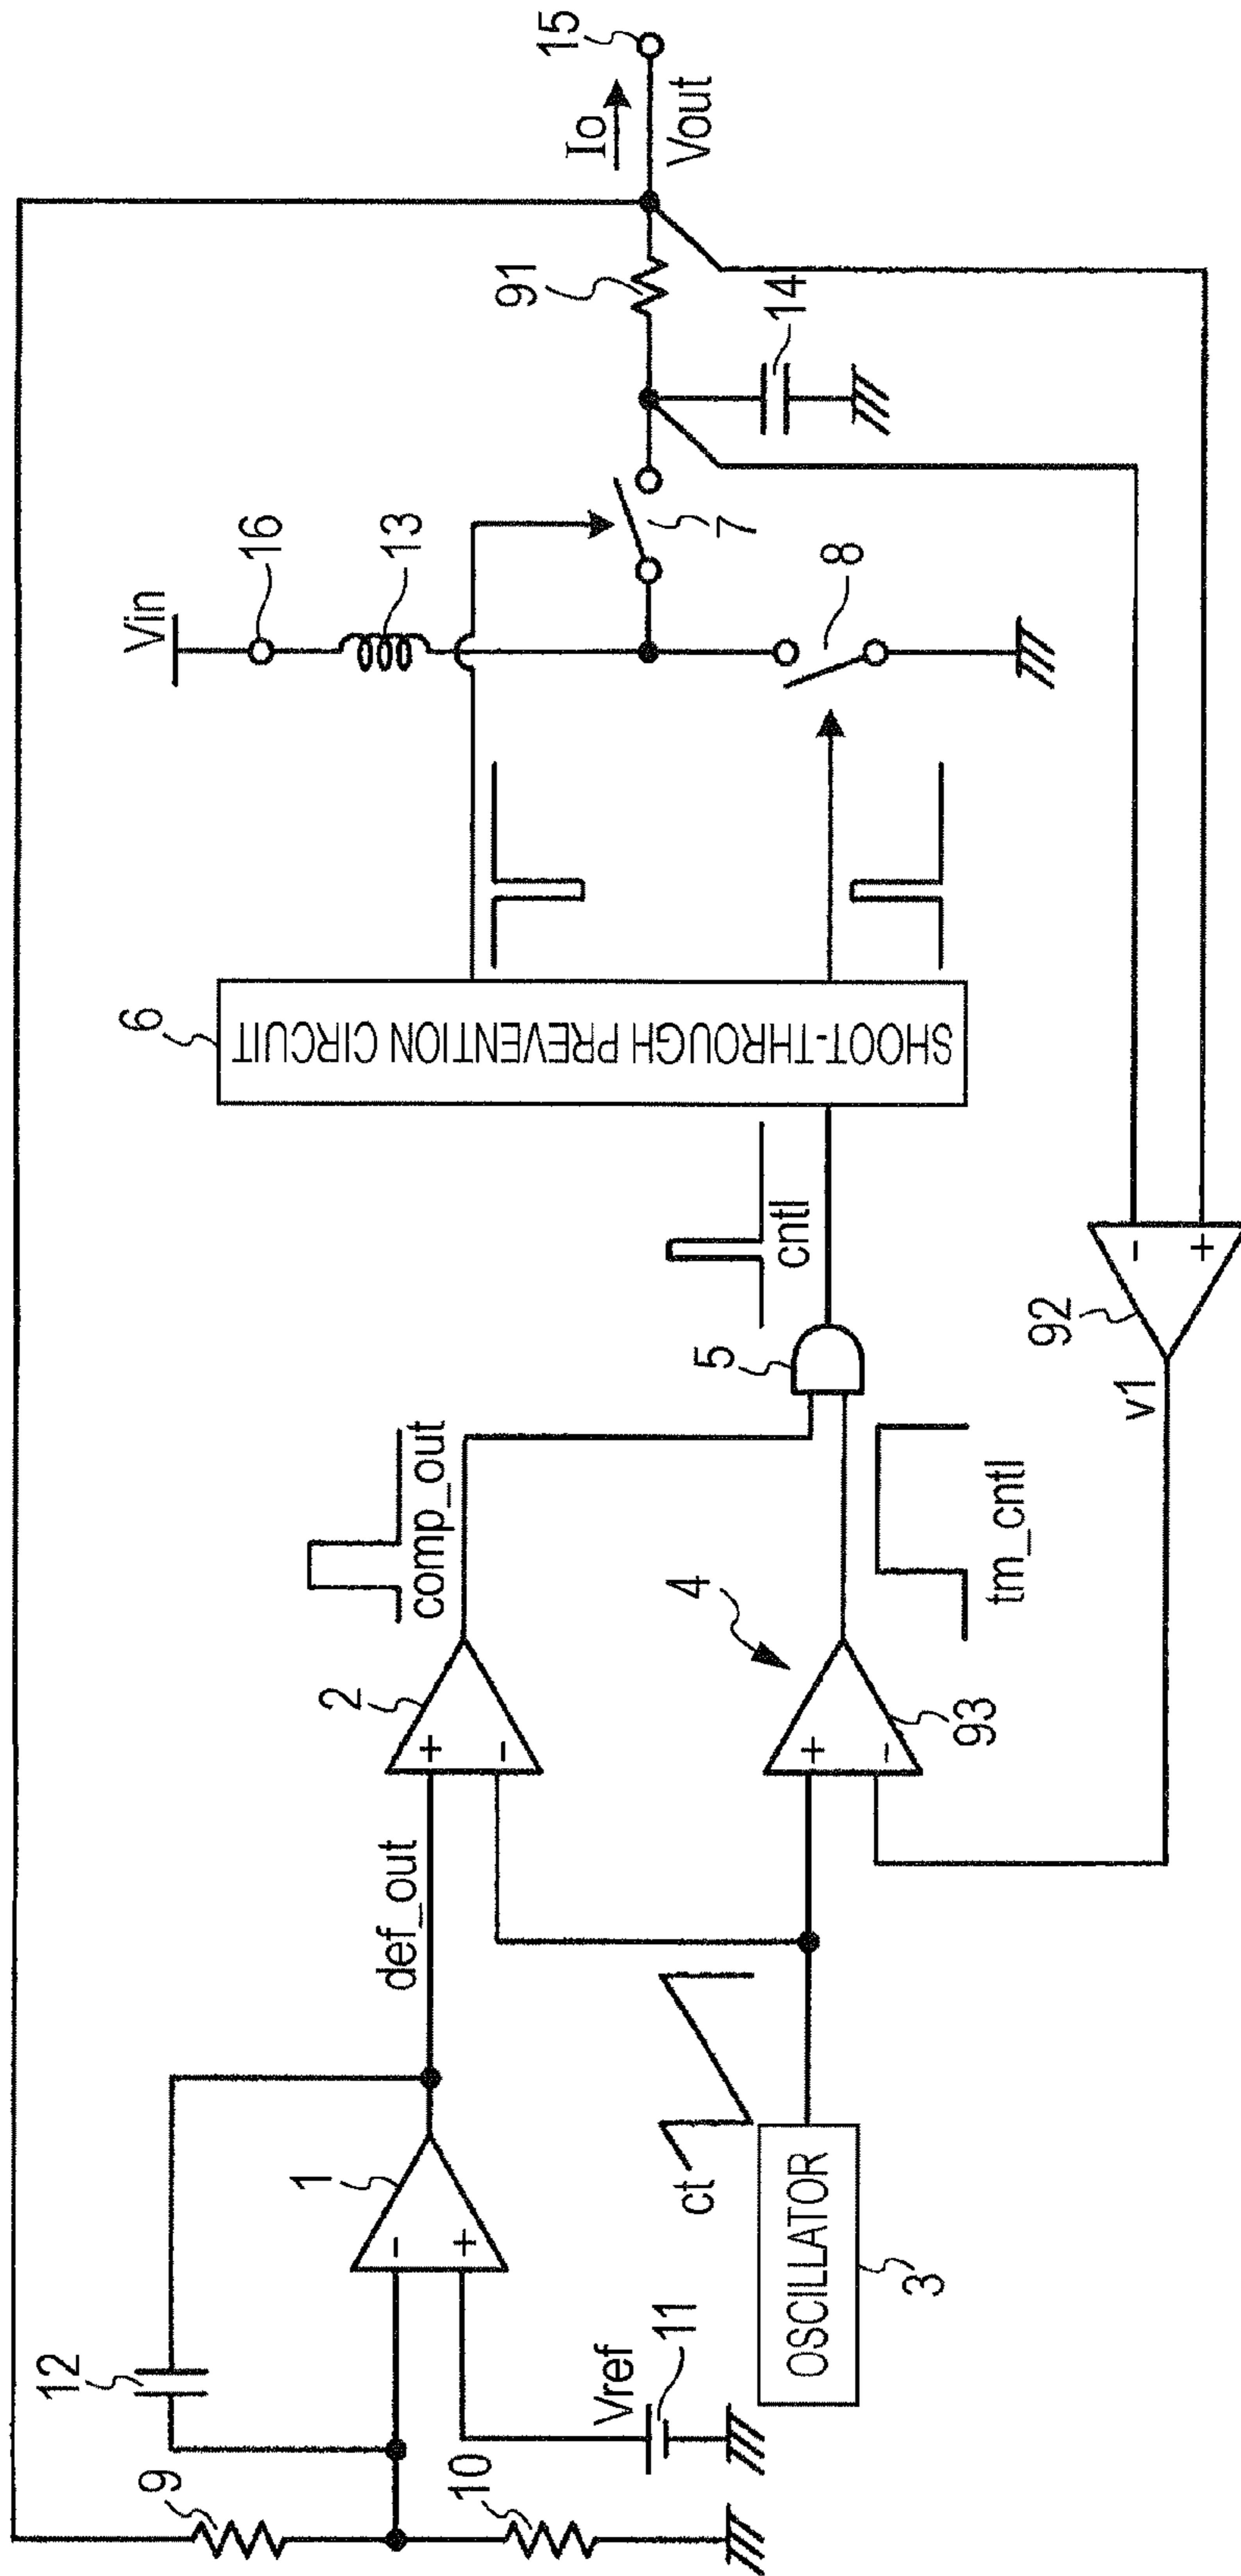 Vin
16
13
Io
15
Vout
91
14
7
8
6
SHOOT-THROUGH PREVENTION CIRCUIT
cntl
5
comp_out
2
+
-
def_out
12
1
-
+
9
10
Vref
11
4
+
-
93
tm_cntl
ct
OSCILLATOR
3
92
-
+
v1